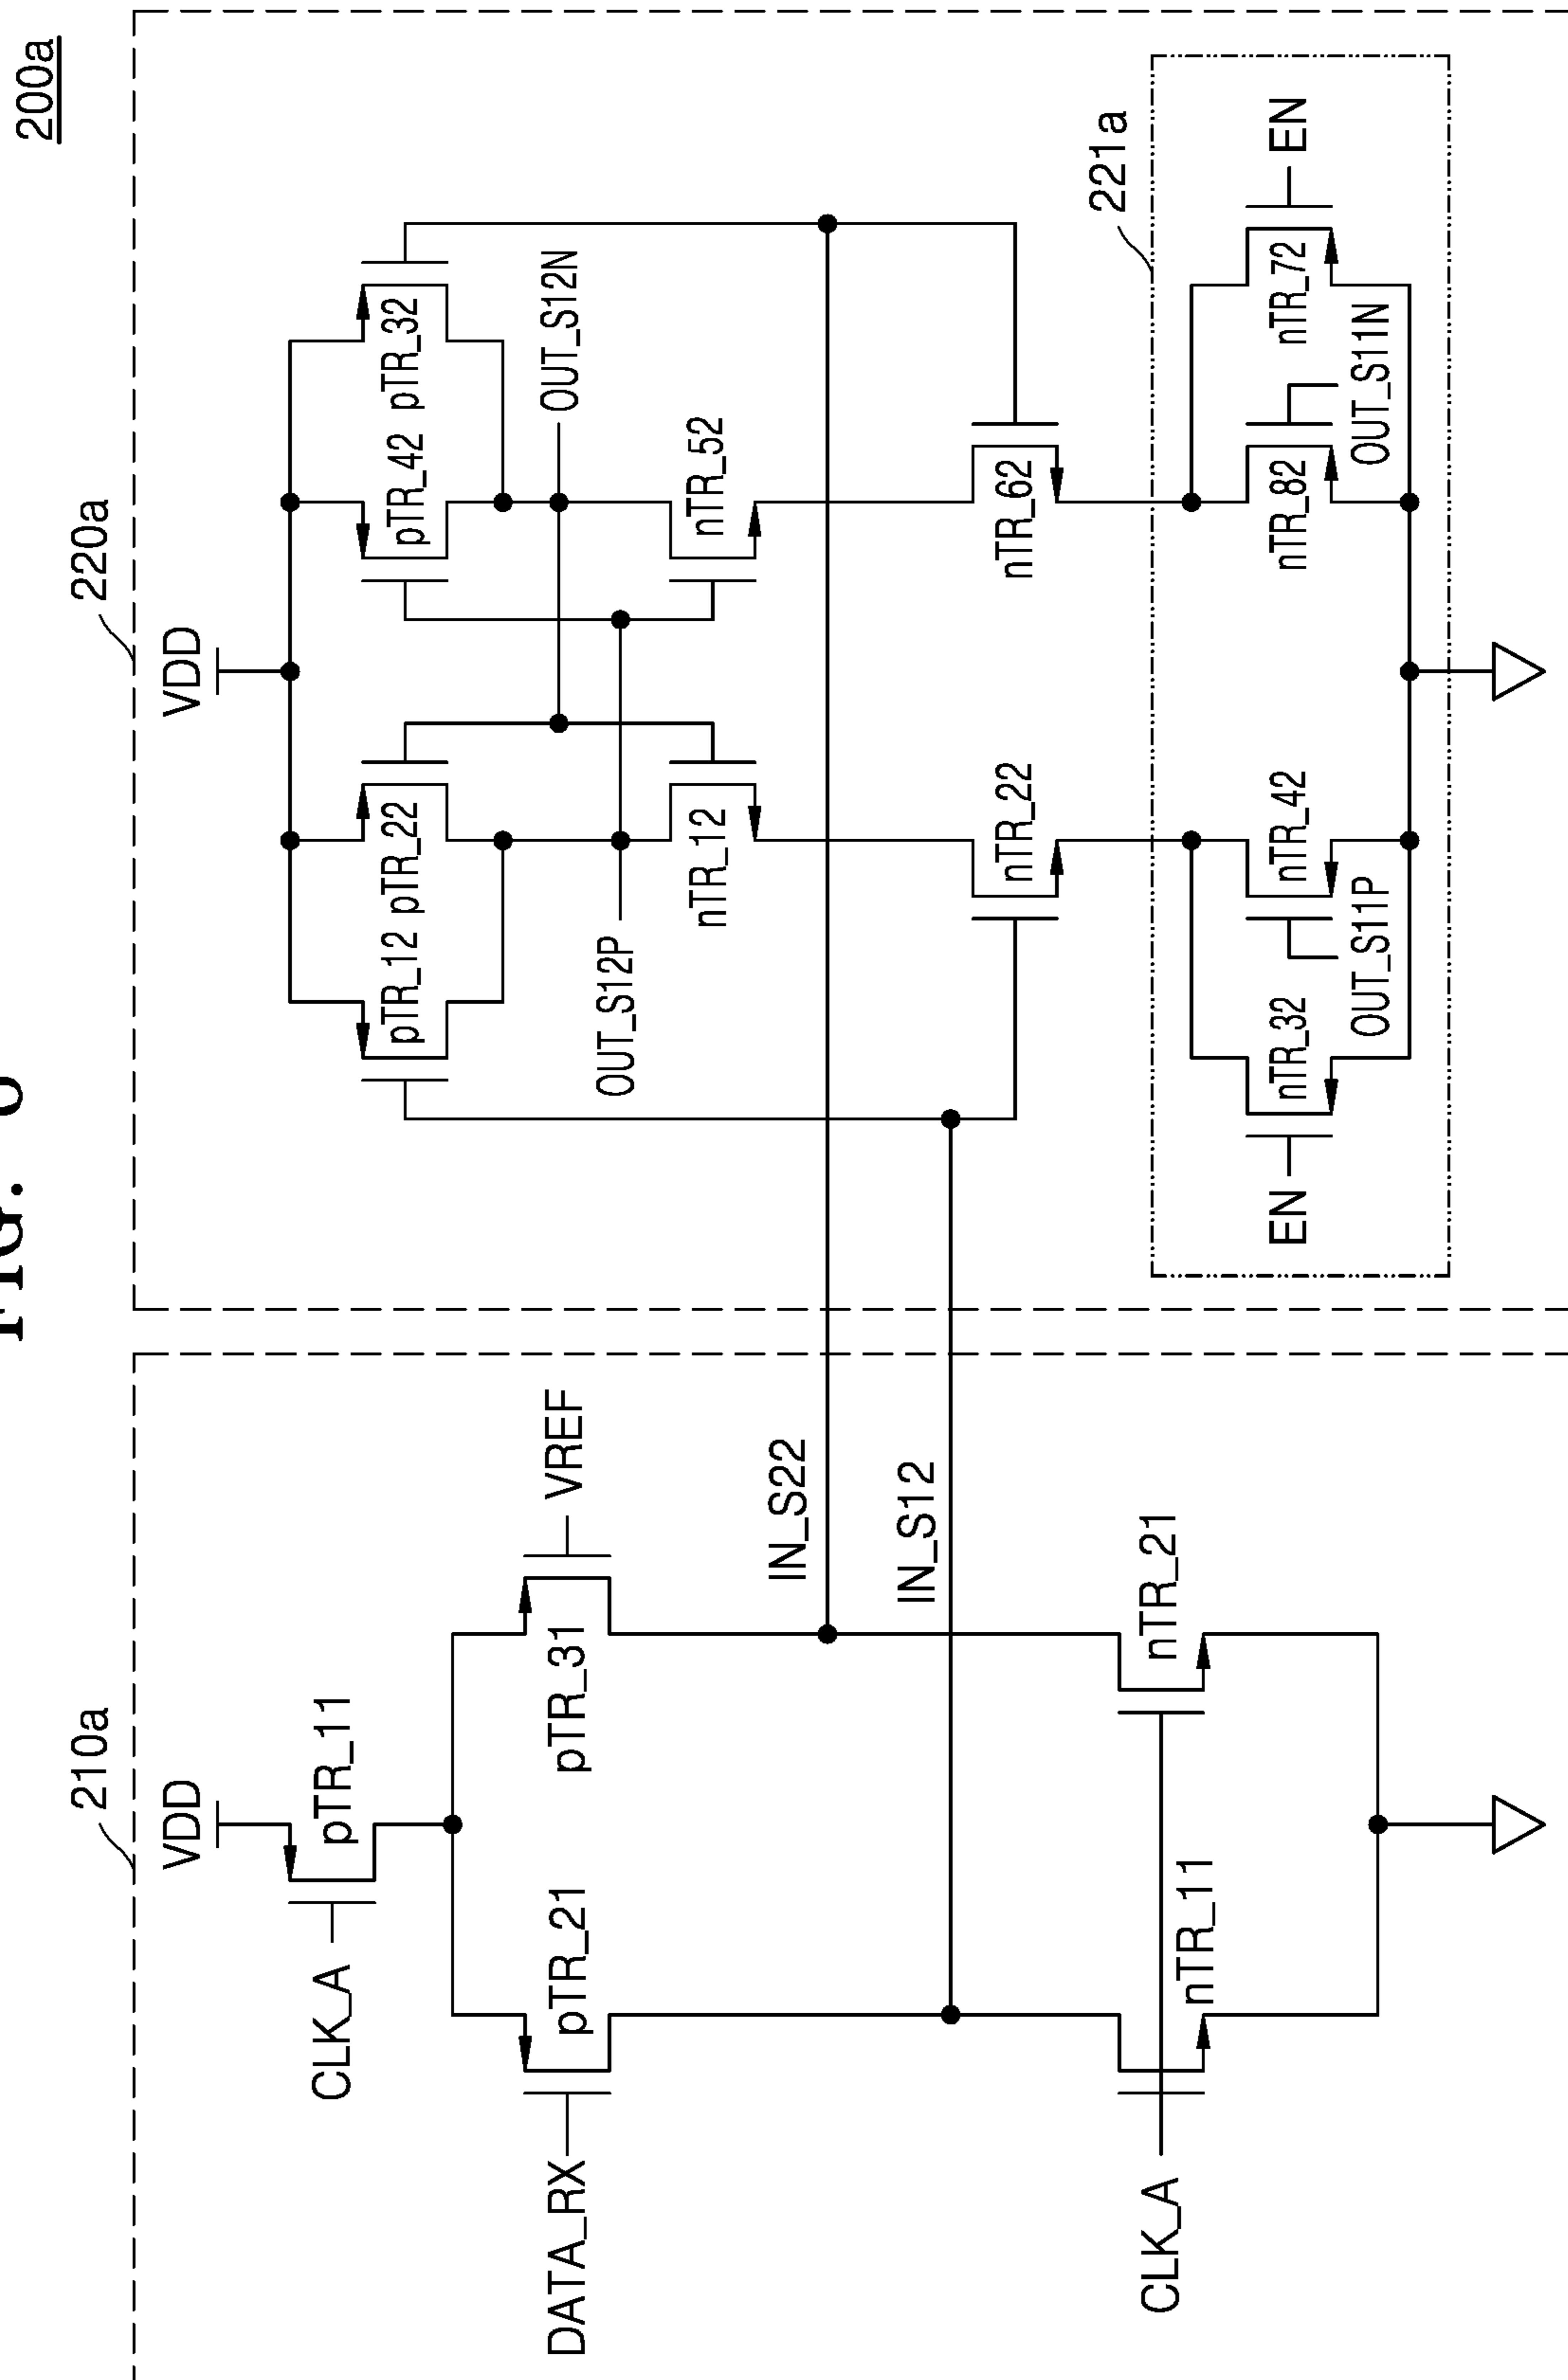 FIG.
200a
210a
220a
VDD
CLK_A
pTR_11
DATA_RX
pTR_21
pTR_31
VREF
IN_S22
IN_S12
CLK_A
nTR_11
nTR_21
VDD
pTR_12 pTR_22
pTR_42 pTR_32
OUT_S12N
OUT_S12P
nTR_12
nTR_52
nTR_22
nTR_62
221a
EN
nTR_32
nTR_42
nTR_82
nTR_72
EN
OUT_S11P
OUT_S11N